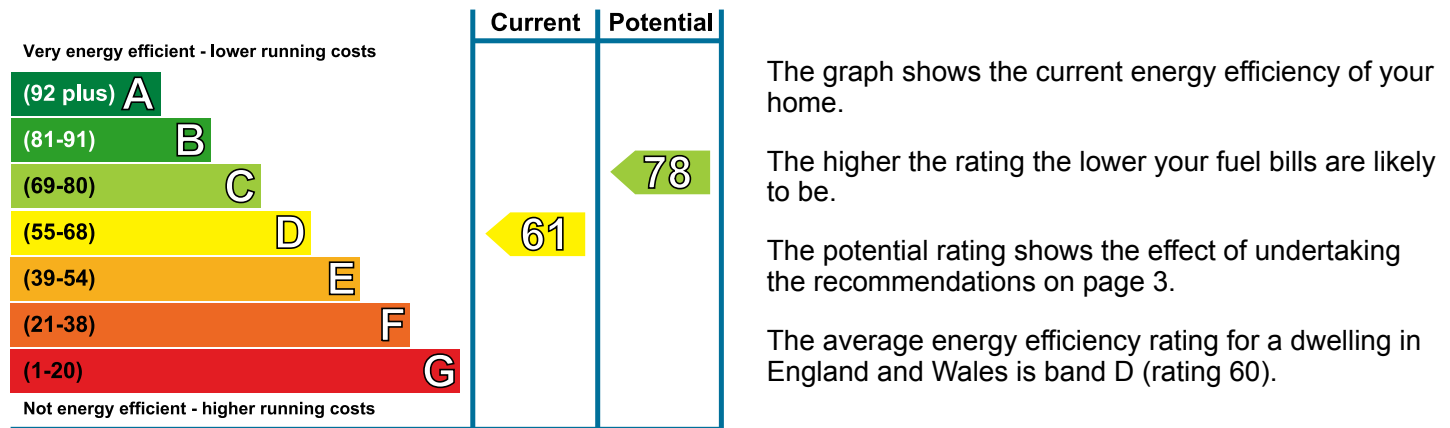 Current Potential
Very energy efficient - lower running costs
(92 plus) A
(81-91) B
(69-80) C
78
(55-68) D
61
(39-54) E
(21-38) F
(1-20) G
Not energy efficient - higher running costs
The graph shows the current energy efficiency of your
home.
The higher the rating the lower your fuel bills are likely
to be.
The potential rating shows the effect of undertaking
the recommendations on page 3.
The average energy efficiency rating for a dwelling in
England and Wales is band D (rating 60).